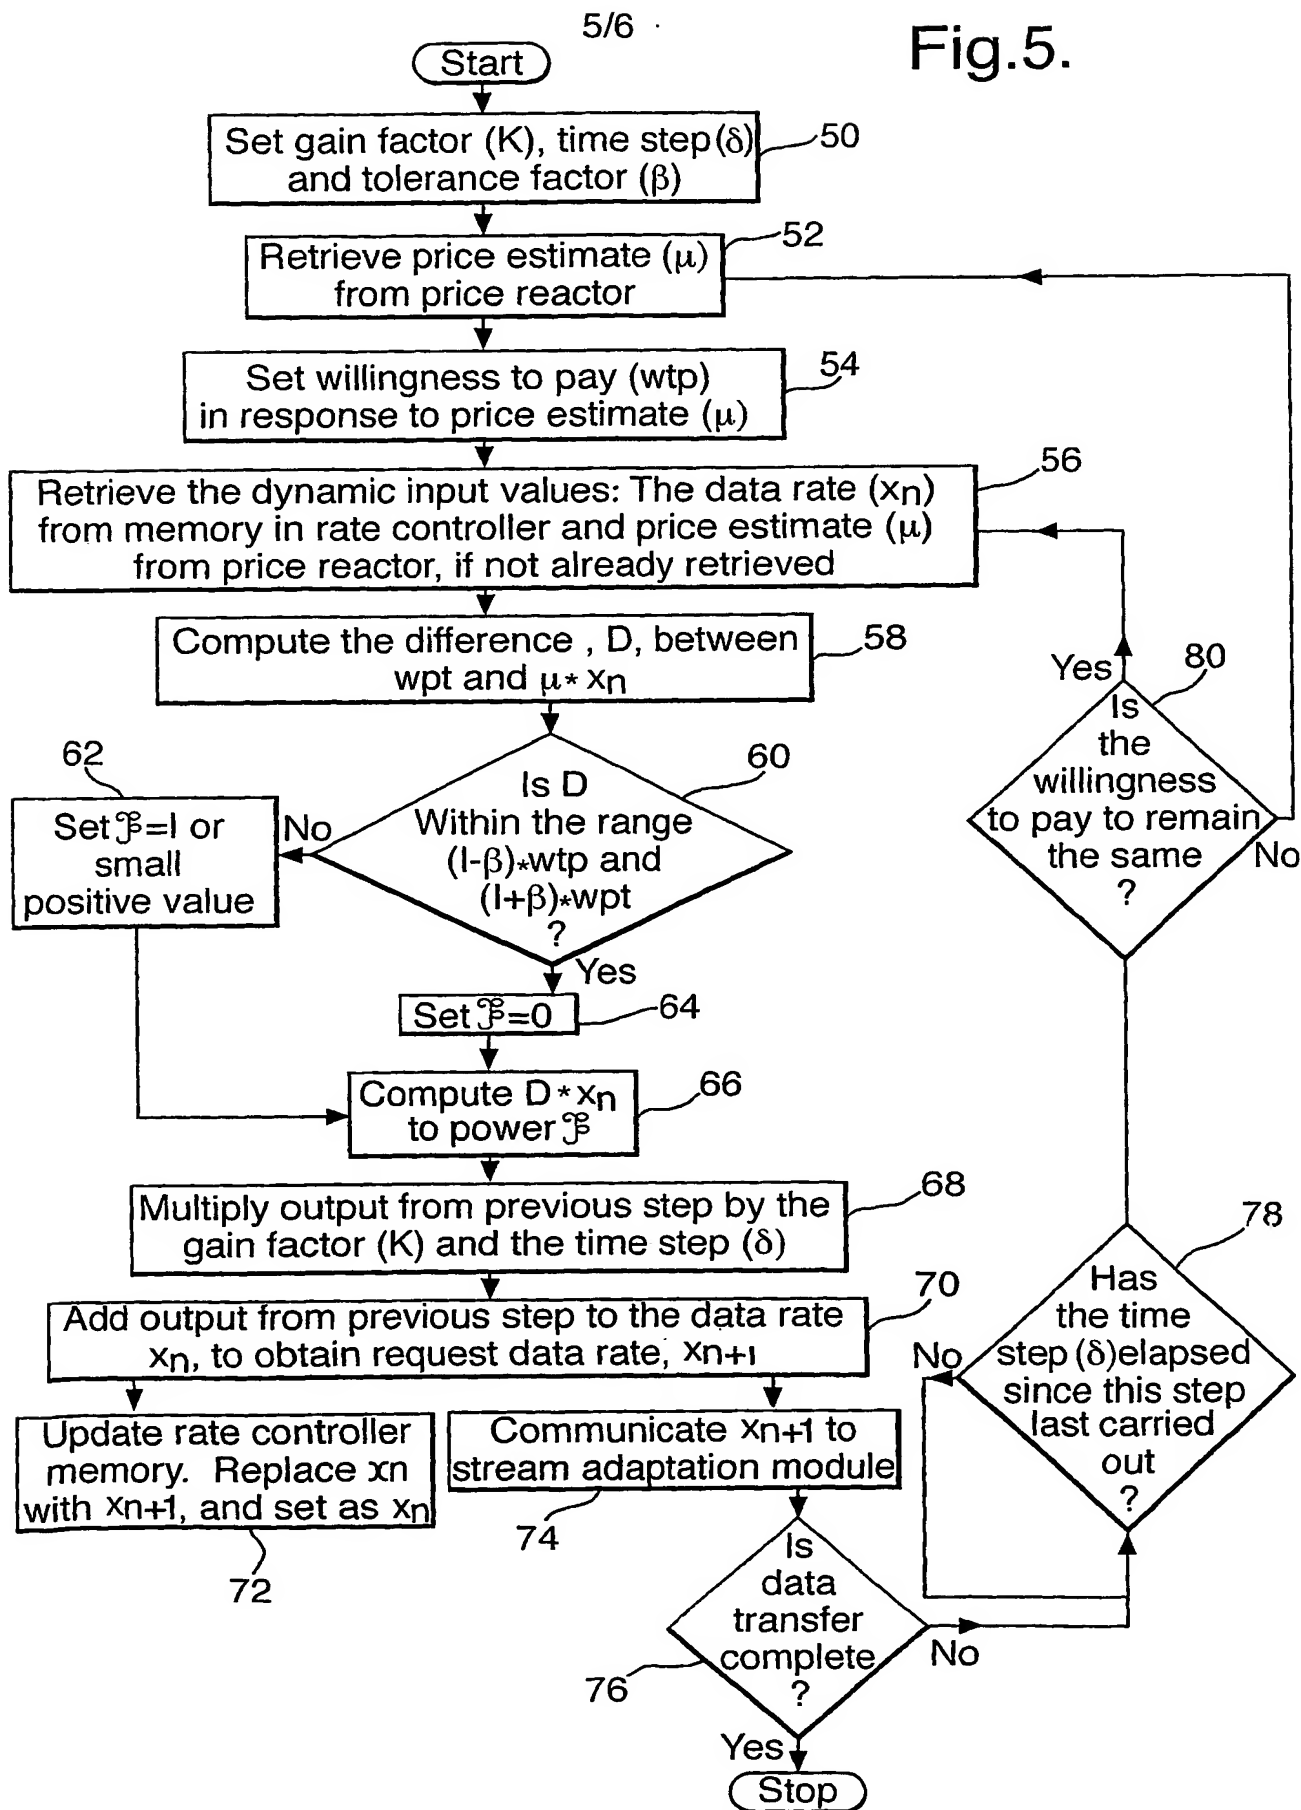 5/6
Fig.5.
Start
Set gain factor (K), time step(δ)
and tolerance factor (β)
50
Retrieve price estimate (μ)
from price reactor
52
Set willingness to pay (wtp)
in response to price estimate (μ)
54
Retrieve the dynamic input values: The data rate (xn)
from memory in rate controller and price estimate (μ)
from price reactor, if not already retrieved
56
Compute the difference , D, between
wpt and μ* xn
58
Is D
Within the range
(I-β)*wtp and
(I+β)*wpt
?
60
No
Yes
62
Set ℑ=I or
small
positive value
Set ℑ=0
64
Compute D* xn
to power ℑ
66
Multiply output from previous step by the
gain factor (K) and the time step (δ)
68
Add output from previous step to the data rate
xn, to obtain request data rate, xn+I
70
Update rate controller
memory. Replace xn
with xn+1, and set as xn
72
Communicate xn+1 to
stream adaptation module
74
Is
data
transfer
complete
?
76
No
Yes
Stop
Has
the time
step (δ)elapsed
since this step
last carried
out
?
78
No
Is
the
willingness
to pay to remain
the same
?
80
Yes
No